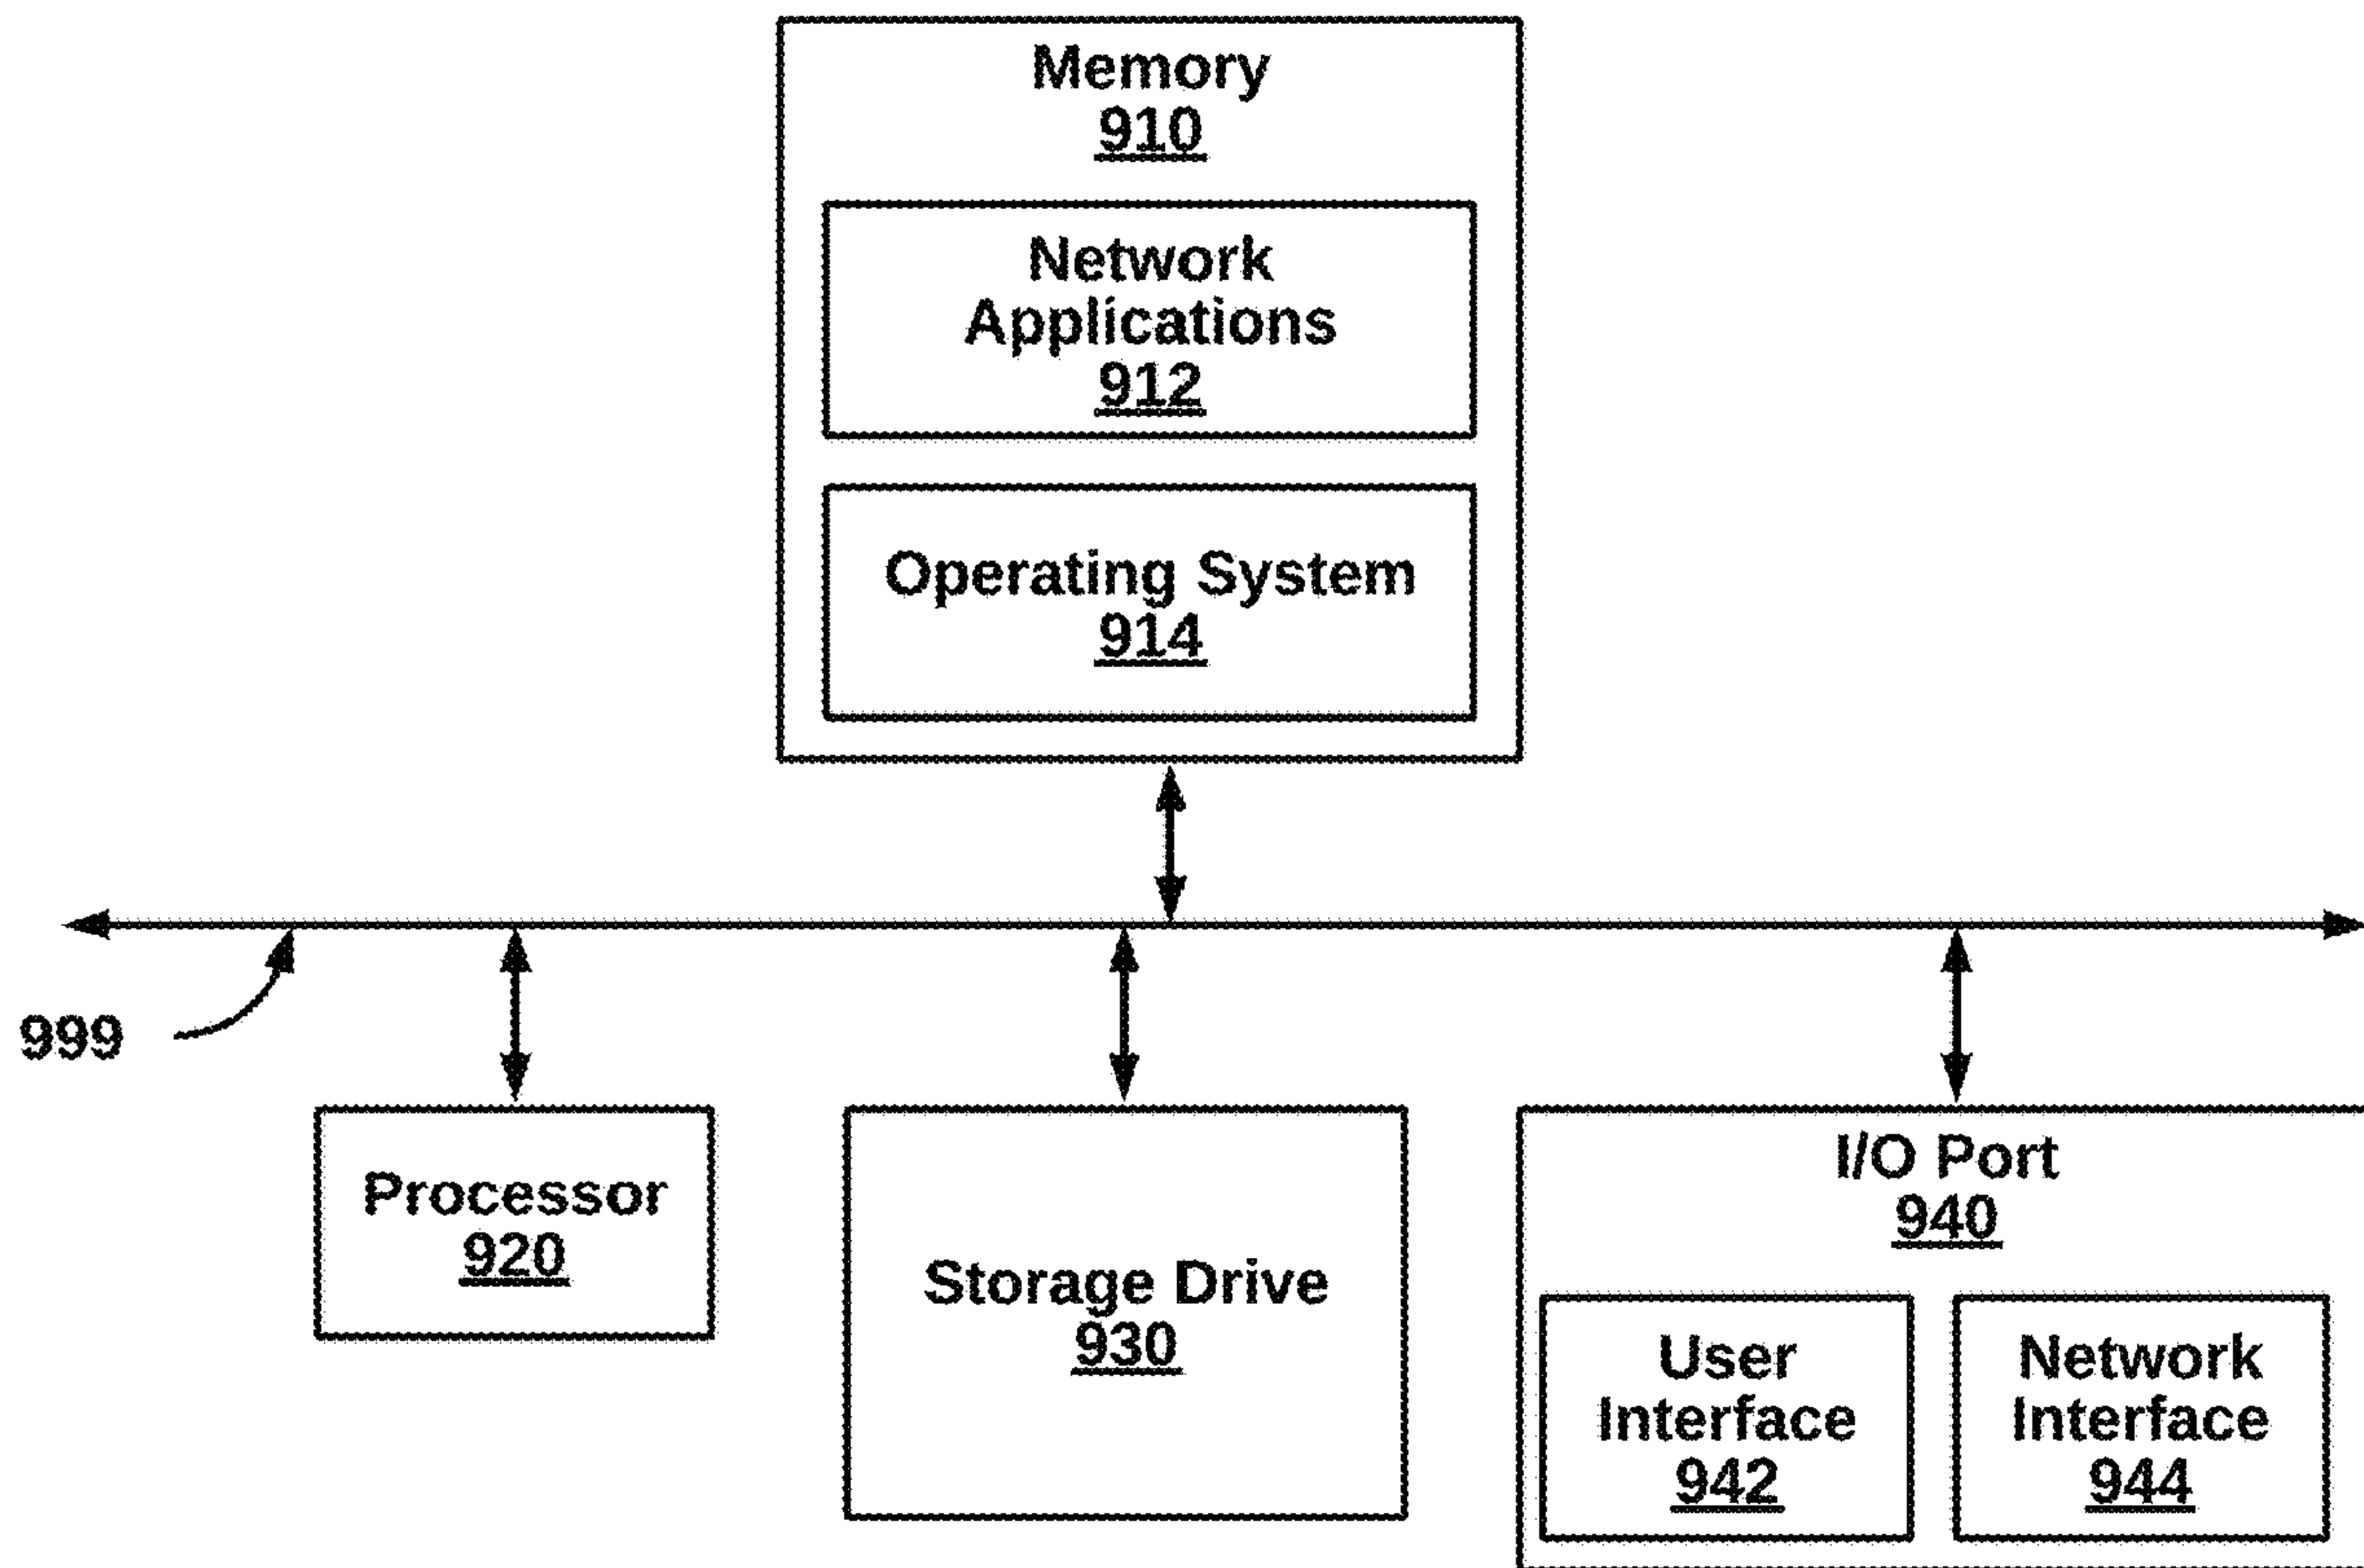 Memory
910
Network
Applications
912
Operating System
914
999
Processor
920
Storage Drive
930
I/O Port
940
User
Interface
942
Network
Interface
944